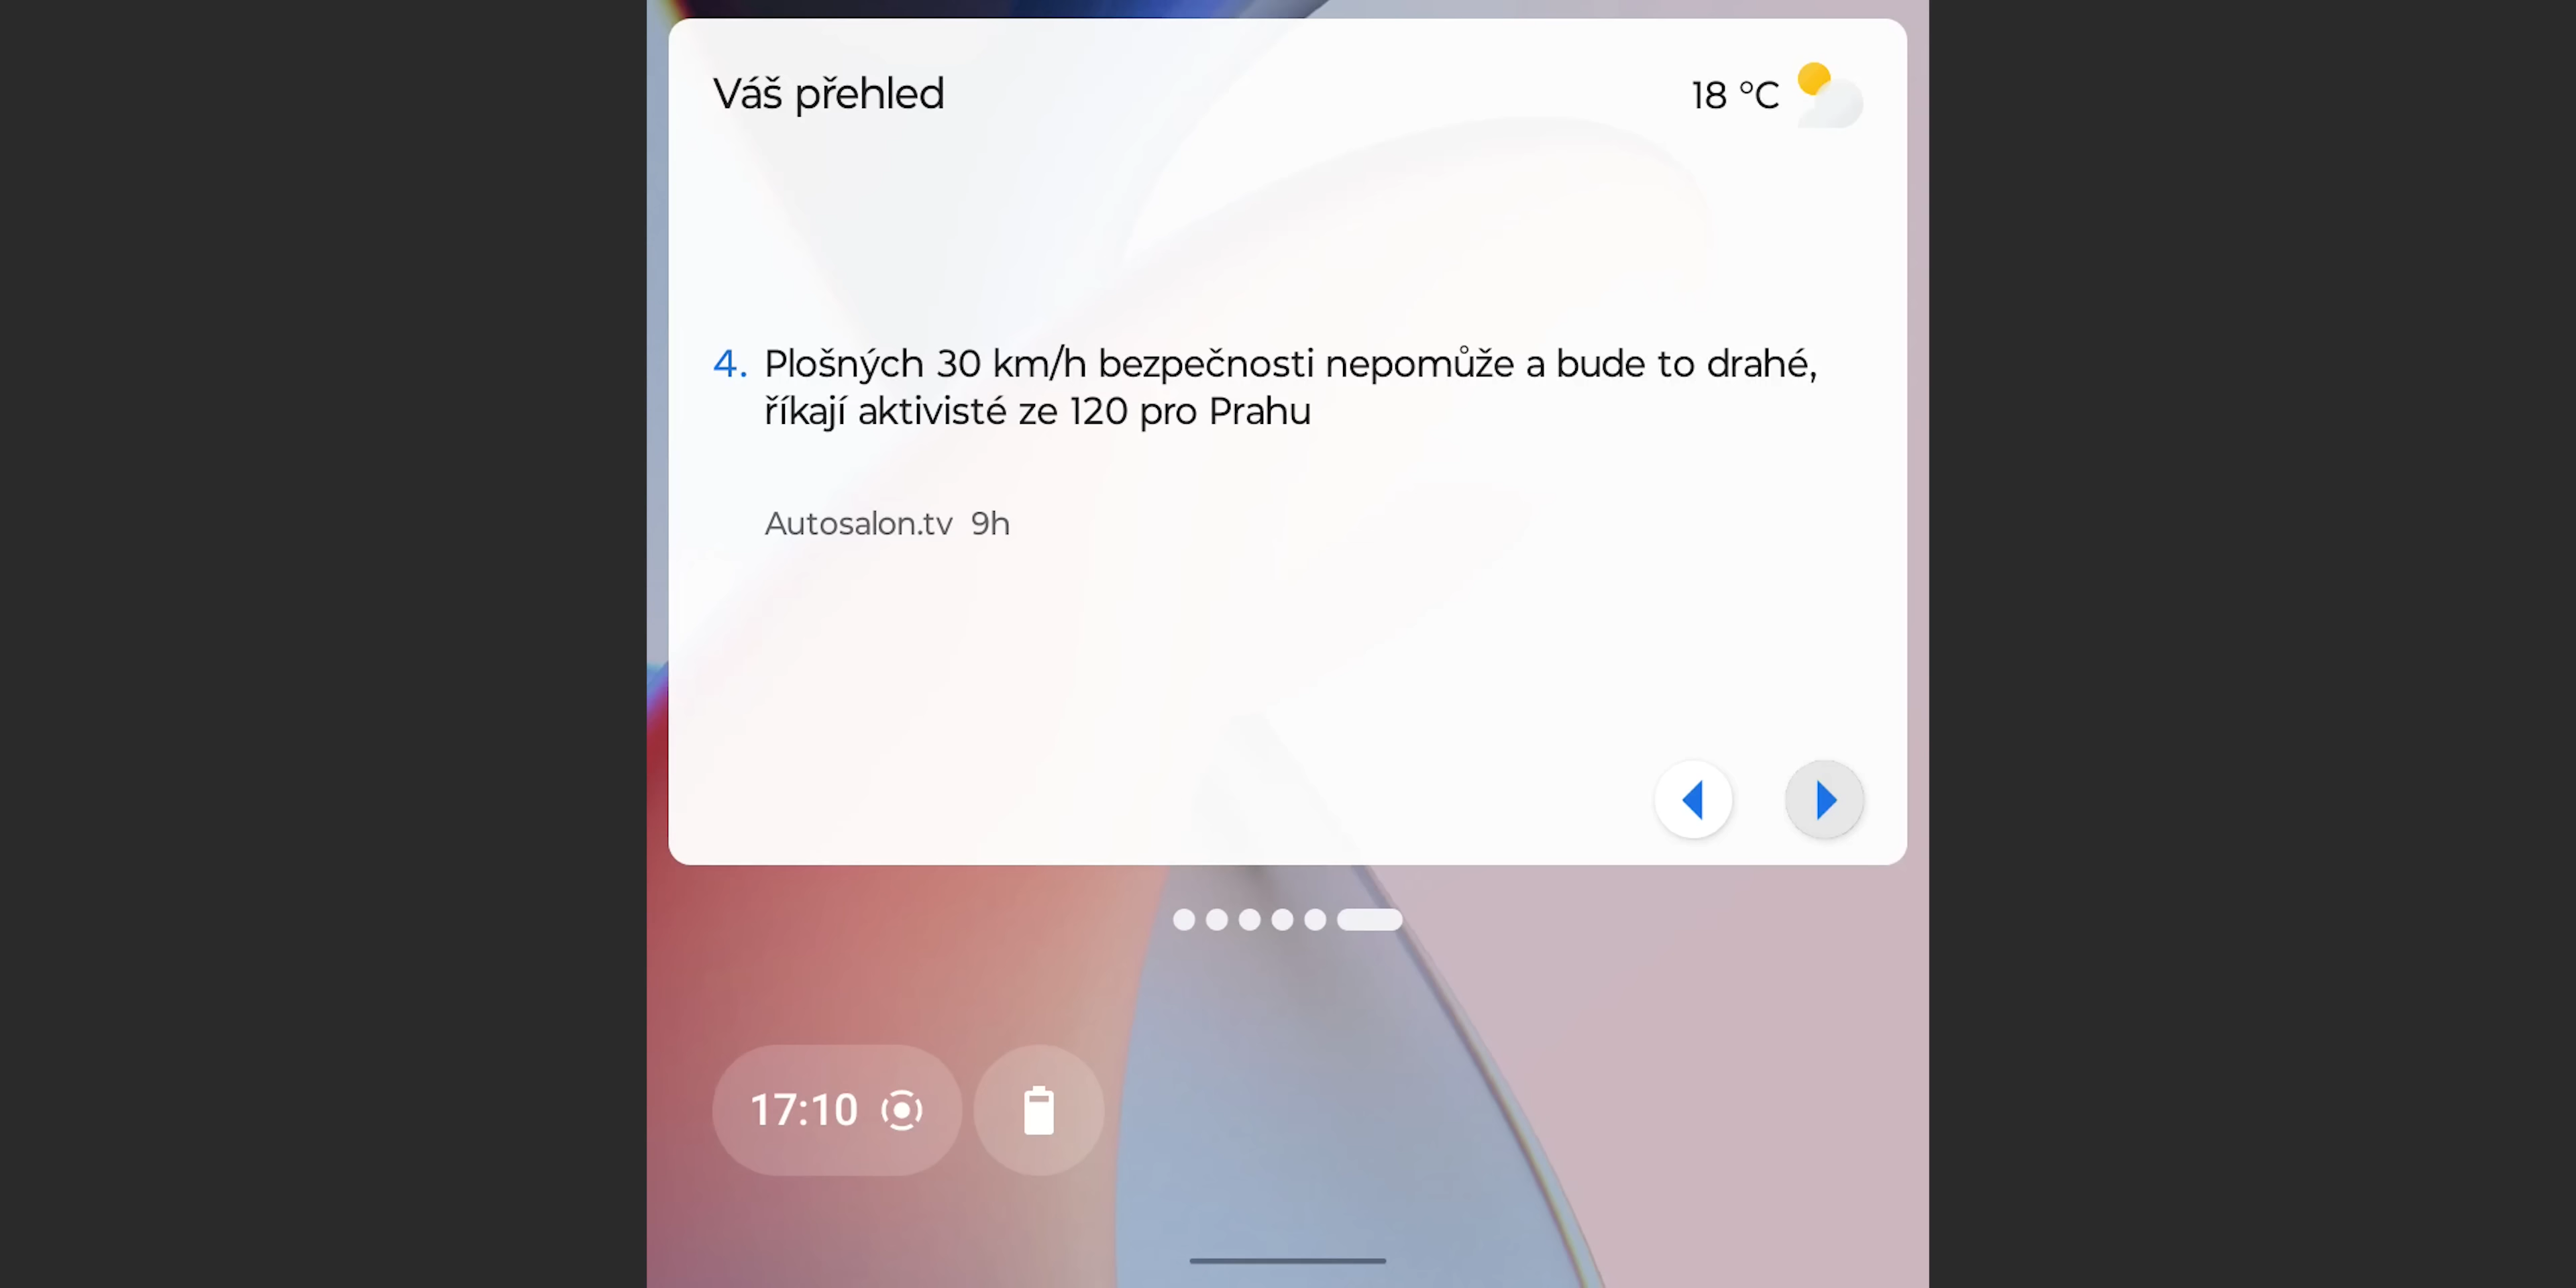 Váš přehled
18 °C
4. Plošných 30 km/h bezpečnosti nepomůže a bude to drahé,
říkají aktivisté ze 120 pro Prahu
Autosalon.tv 9h
17:10